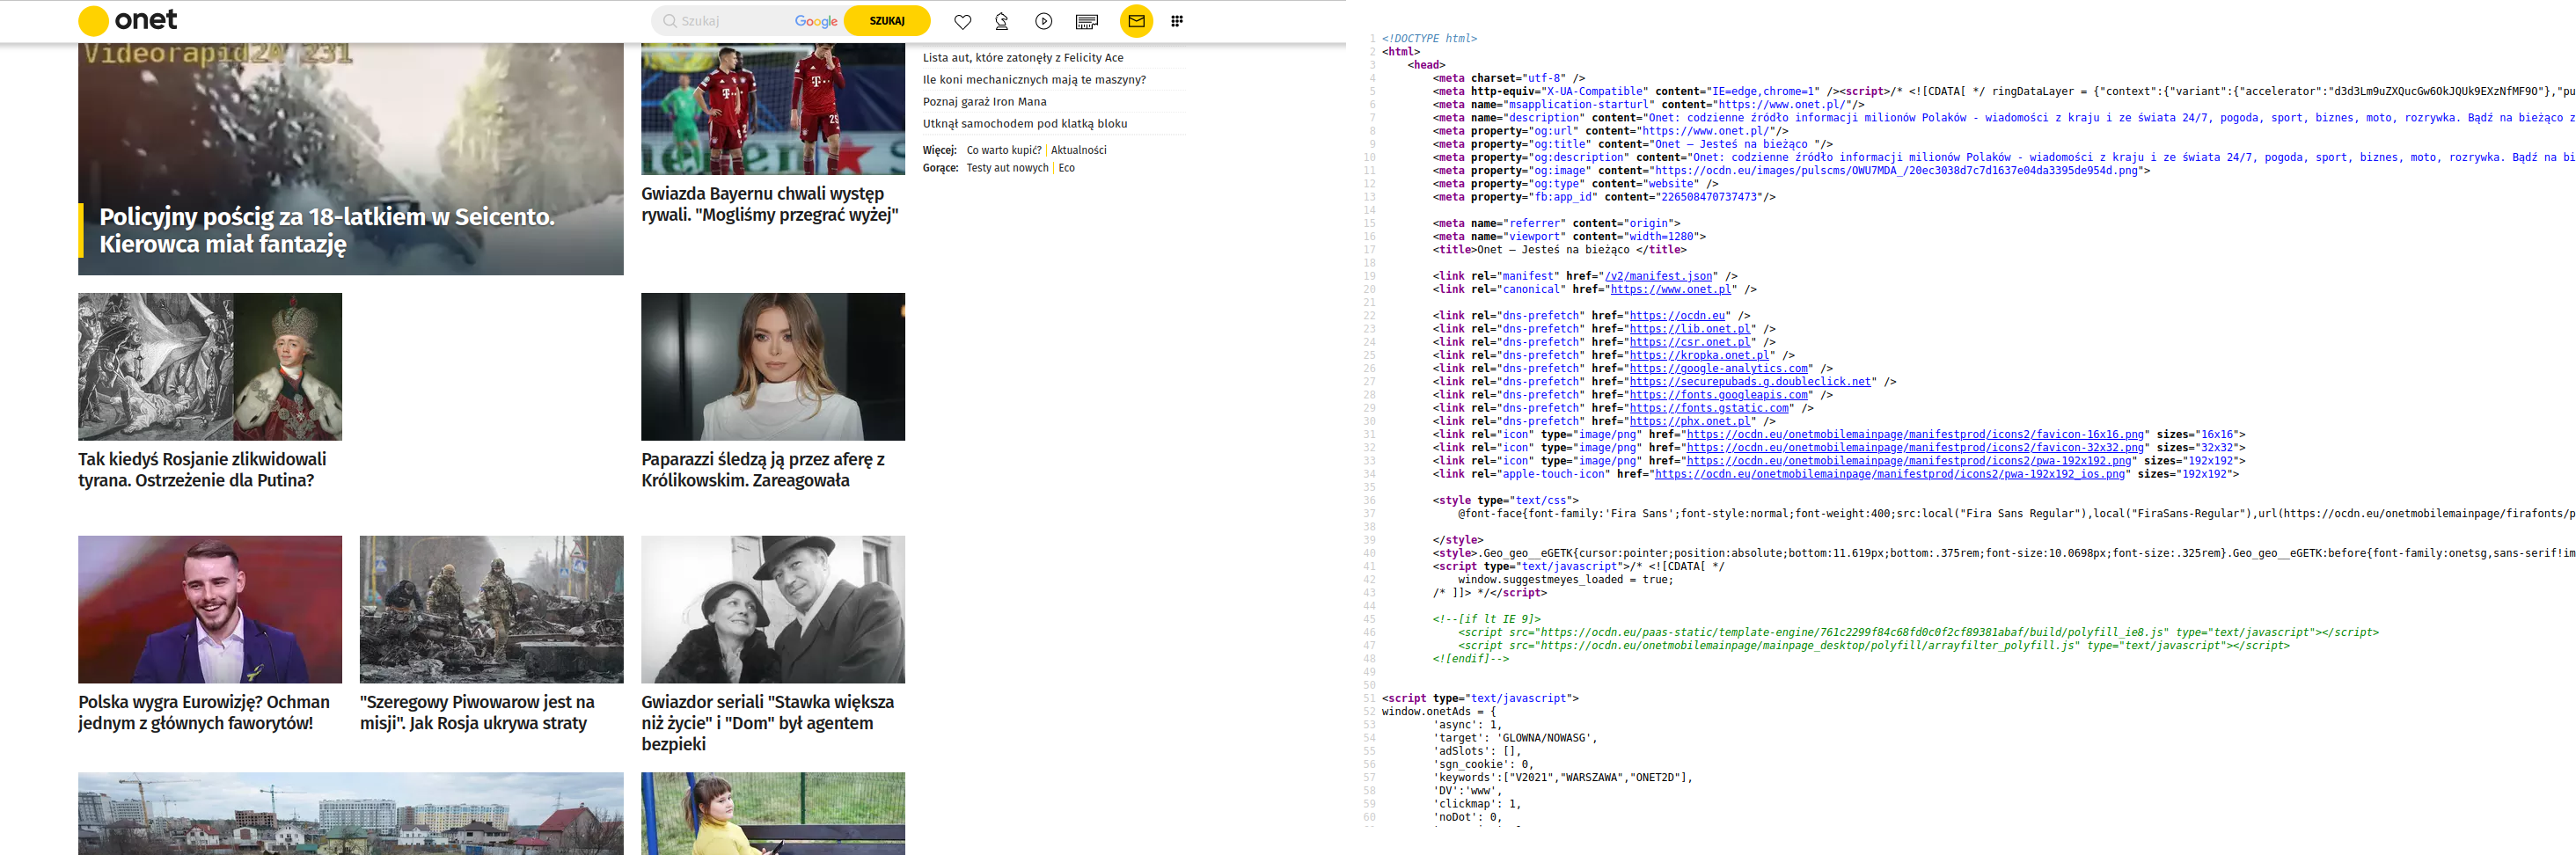 onet
Szukaj
Google
SZUKAJ
Videorapid24 231
Policyjny pościg za 18-latkiem w Seicento.
Kierowca miał fantazję
Gwiazda Bayernu chwali występ
rywali. "Mogliśmy przegrać wyżej"
Lista aut, które zatonęły z Felicity Ace
Ile koni mechanicznych mają te maszyny?
Poznaj garaż Iron Mana
Utknął samochodem pod klatką bloku
Więcej: Co warto kupić? Aktualności
Gorące: Testy aut nowych Eco
Tak kiedyś Rosjanie zlikwidowali
tyrana. Ostrzeżenie dla Putina?
Paparazzi śledzą ją przez aferę z
Królikowskim. Zareagowała
Polska wygra Eurowizję? Ochman
jednym z głównych faworytów!
"Szeregowy Piwowarow jest na
misji". Jak Rosja ukrywa straty
Gwiazdor seriali "Stawka większa
niż życie" i "Dom" był agentem
bezpieki
1 <!DOCTYPE html>
2 <html>
3 <head>
4 <meta charset="utf-8" />
5 <meta http-equiv="X-UA-Compatible" content="IE=edge,chrome=1" /><script>/* <![CDATA[ */ ringDataLayer = {"context":{"variant":{"accelerator":"d3d3Lm9uZXQucGw6OkJQUk9EXzNfMF9O"},"pu
6 <meta name="msapplication-starturl" content="https://www.onet.pl/"/>
7 <meta name="description" content="Onet: codzienne źródło informacji milionów Polaków - wiadomości z kraju i ze świata 24/7, pogoda, sport, biznes, moto, rozrywka. Bądź na bieżąco z
8 <meta property="og:url" content="https://www.onet.pl/"/>
9 <meta property="og:title" content="Onet – Jesteś na bieżąco "/>
10 <meta property="og:description" content="Onet: codzienne źródło informacji milionów Polaków - wiadomości z kraju i ze świata 24/7, pogoda, sport, biznes, moto, rozrywka. Bądź na bi
11 <meta property="og:image" content="https://ocdn.eu/images/pulscms/OWU7MDA_/20ec3038d7c7d1637e04da3395de954d.png">
12 <meta property="og:type" content="website" />
13 <meta property="fb:app_id" content="226508470737473"/>
14
15 <meta name="referrer" content="origin">
16 <meta name="viewport" content="width=1280">
17 <title>Onet – Jesteś na bieżąco </title>
18
19 <link rel="manifest" href="/v2/manifest.json" />
20 <link rel="canonical" href="https://www.onet.pl" />
21
22 <link rel="dns-prefetch" href="https://ocdn.eu" />
23 <link rel="dns-prefetch" href="https://lib.onet.pl" />
24 <link rel="dns-prefetch" href="https://csr.onet.pl" />
25 <link rel="dns-prefetch" href="https://kropka.onet.pl" />
26 <link rel="dns-prefetch" href="https://google-analytics.com" />
27 <link rel="dns-prefetch" href="https://securepubads.g.doubleclick.net" />
28 <link rel="dns-prefetch" href="https://fonts.googleapis.com" />
29 <link rel="dns-prefetch" href="https://fonts.gstatic.com" />
30 <link rel="dns-prefetch" href="https://phx.onet.pl" />
31 <link rel="icon" type="image/png" href="https://ocdn.eu/onetmobilemainpage/manifestprod/icons2/favicon-16x16.png" sizes="16x16">
32 <link rel="icon" type="image/png" href="https://ocdn.eu/onetmobilemainpage/manifestprod/icons2/favicon-32x32.png" sizes="32x32">
33 <link rel="icon" type="image/png" href="https://ocdn.eu/onetmobilemainpage/manifestprod/icons2/pwa-192x192.png" sizes="192x192">
34 <link rel="apple-touch-icon" href="https://ocdn.eu/onetmobilemainpage/manifestprod/icons2/pwa-192x192_ios.png" sizes="192x192">
35
36 <style type="text/css">
37 @font-face{font-family:'Fira Sans';font-style:normal;font-weight:400;src:local("Fira Sans Regular"),local("FiraSans-Regular"),url(https://ocdn.eu/onetmobilemainpage/firafonts/p
38
39 </style>
40 <style>.Geo_geo__eGETK{cursor:pointer;position:absolute;bottom:11.619px;bottom:.375rem;font-size:10.0698px;font-size:.325rem}.Geo_geo__eGETK:before{font-family:onetsg,sans-serif!im
41 <script type="text/javascript">/* <![CDATA[ */
42 window.suggestmeyes_loaded = true;
43 /* ]]> */</script>
44
45 <!--[if lt IE 9]>
46 <script src="https://ocdn.eu/paas-static/template-engine/761c2299f84c68fd0c0f2cf89381abaf/build/polyfill_ie8.js" type="text/javascript"></script>
47 <script src="https://ocdn.eu/onetmobilemainpage/mainpage_desktop/polyfill/arrayfilter_polyfill.js" type="text/javascript"></script>
48 <![endif]-->
49
50
51 <script type="text/javascript">
52 window.onetAds = {
53 'async': 1,
54 'target': 'GLOWNA/NOWASG',
55 'adSlots': [],
56 'sgn_cookie': 0,
57 'keywords':["V2021","WARSZAWA","ONET2D"],
58 'DV':'www',
59 'clickmap': 1,
60 'noDot': 0,